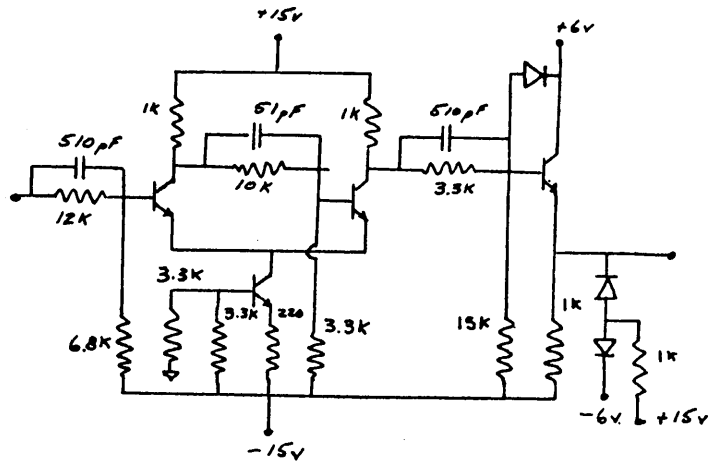 +15v
+6v
1K
51pF
1K
510pF
510pF
10K
3.3K
12K
3.3K
3.3K
220
3.3K
15K
1K
6.8K
1K
-6v.
+15v
-15v